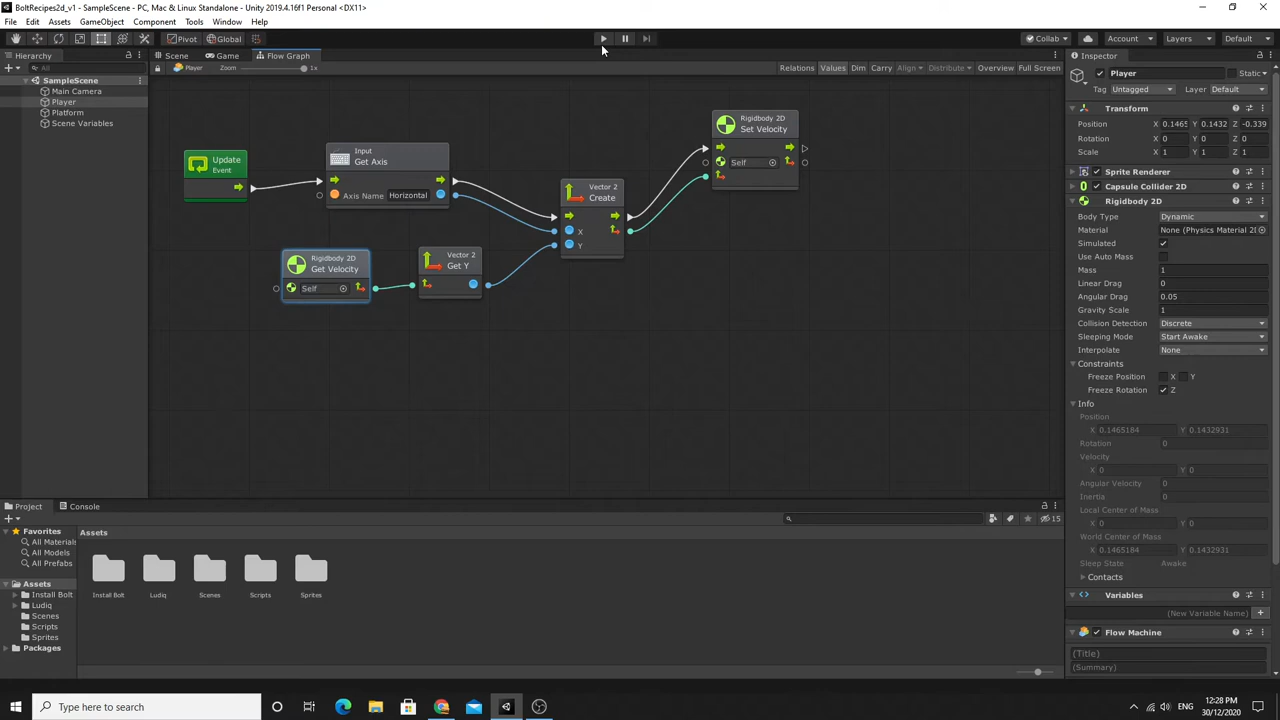 BoltRecipes2d_v1 - SampleScene - PC, Mac & Linux Standalone - Unity 2019.4.16f1 Personal <DX11>
File Edit Assets GameObject Component Tools Window Help
Pivot Global Collab Account Layers Default
Hierarchy Scene Game Flow Graph Inspector
All Player Zoom 1x Relations Values Dim Carry Align Distribute Overview Full Screen
SampleScene
Main Camera
Player
Platform
Scene Variables
Update
Event
Input
Get Axis
Axis Name Horizontal
Rigidbody 2D
Get Velocity
Self
Vector 2
Get Y
Vector 2
Create
X
Y
Rigidbody 2D
Set Velocity
Self
Player Static
Tag Untagged Layer Default
Transform
Position X 0.1465 Y 0.1432 Z -0.339
Rotation X 0 Y 0 Z 0
Scale X 1 Y 1 Z 1
Sprite Renderer
Capsule Collider 2D
Rigidbody 2D
Body Type Dynamic
Material None (Physics Material 2D
Simulated
Use Auto Mass
Mass 1
Linear Drag 0
Angular Drag 0.05
Gravity Scale 1
Collision Detection Discrete
Sleeping Mode Start Awake
Interpolate None
Constraints
Freeze Position X Y
Freeze Rotation Z
Info
Position
X 0.1465184 Y 0.1432931
Rotation 0
Velocity
X 0 Y 0
Angular Velocity 0
Inertia 0
Local Center of Mass
X 0 Y 0
World Center of Mass
X 0.1465184 Y 0.1432931
Sleep State Awake
Contacts
Variables
(New Variable Name)
Flow Machine
(Title)
(Summary)
Project Console
15
Favorites
All Materials
All Models
All Prefabs
Assets
Install Bolt
Ludiq
Scenes
Scripts
Sprites
Packages
Assets
Install Bolt Ludiq Scenes Scripts Sprites
Type here to search
ENG
12:28 PM
30/12/2020